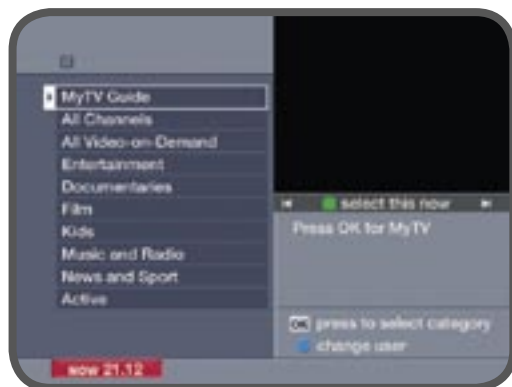 MyTV Guide
All Channels
All Video-on-Demand
Entertainment
Documentaries
Film
Kids
Music and Radio
News and Sport
Active
select this now
Press OK for MyTV
OK press to select category
change user
now 21.12